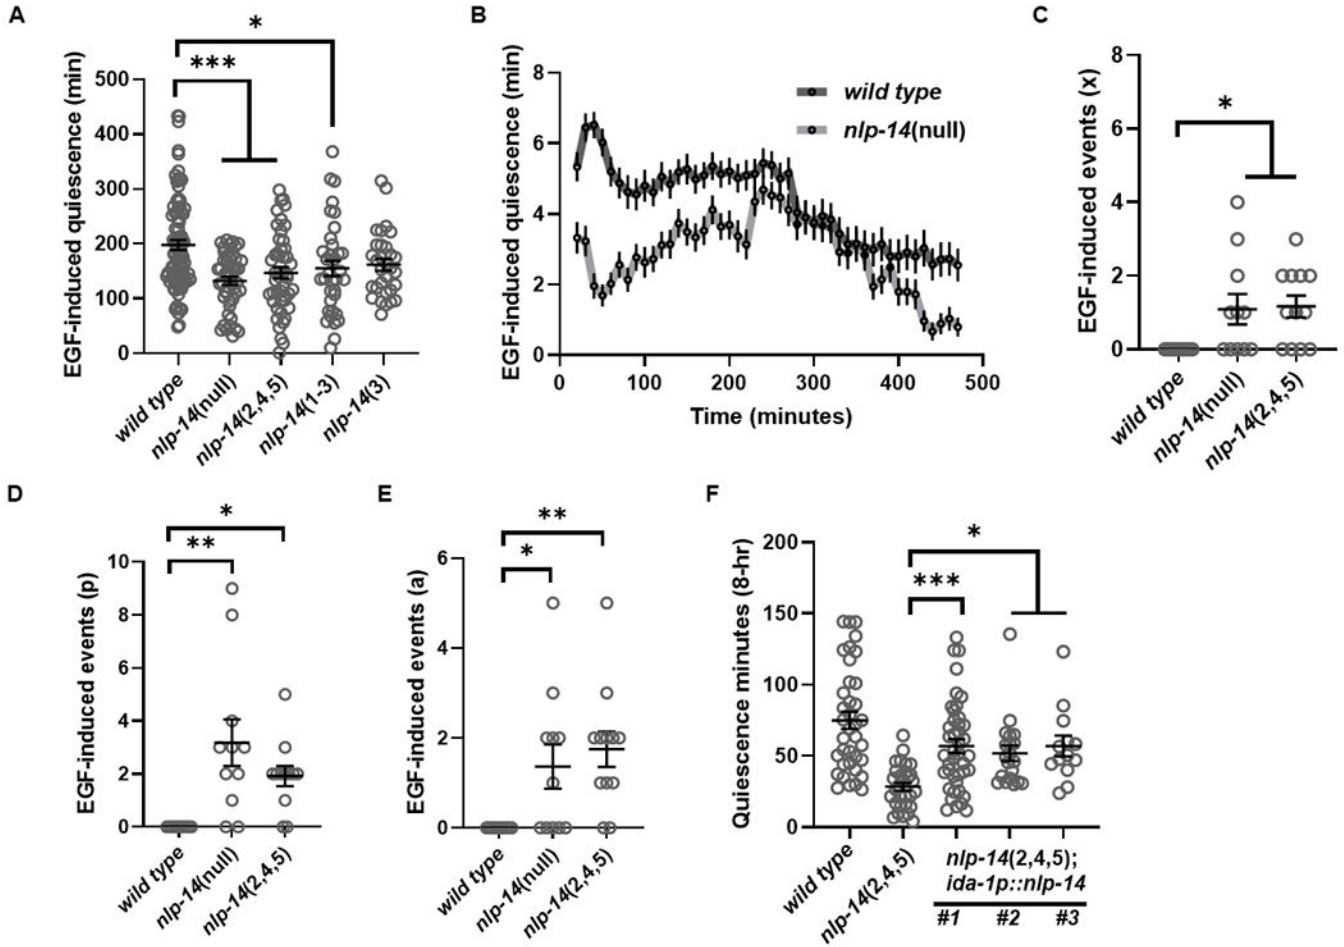 A
EGF-induced quiescence (min)
500
400
300
200
100
0
*
***
wild type
nlp-14(null)
nlp-14(2,4,5)
nlp-14(1-3)
nlp-14(3)
B
EGF-induced quiescence (min)
8
6
4
2
0
wild type
nlp-14(null)
0
100
200
300
400
500
Time (minutes)
C
EGF-induced events (x)
8
6
4
2
0
*
wild type
nlp-14(null)
nlp-14(2,4,5)
D
EGF-induced events (p)
10
8
6
4
2
0
*
**
wild type
nlp-14(null)
nlp-14(2,4,5)
E
EGF-induced events (a)
6
4
2
0
**
*
wild type
nlp-14(null)
nlp-14(2,4,5)
F
Quiescence minutes (8-hr)
200
150
100
50
0
*
***
wild type
nlp-14(2,4,5)
nlp-14(2,4,5);
ida-1p::nlp-14
#1 #2 #3